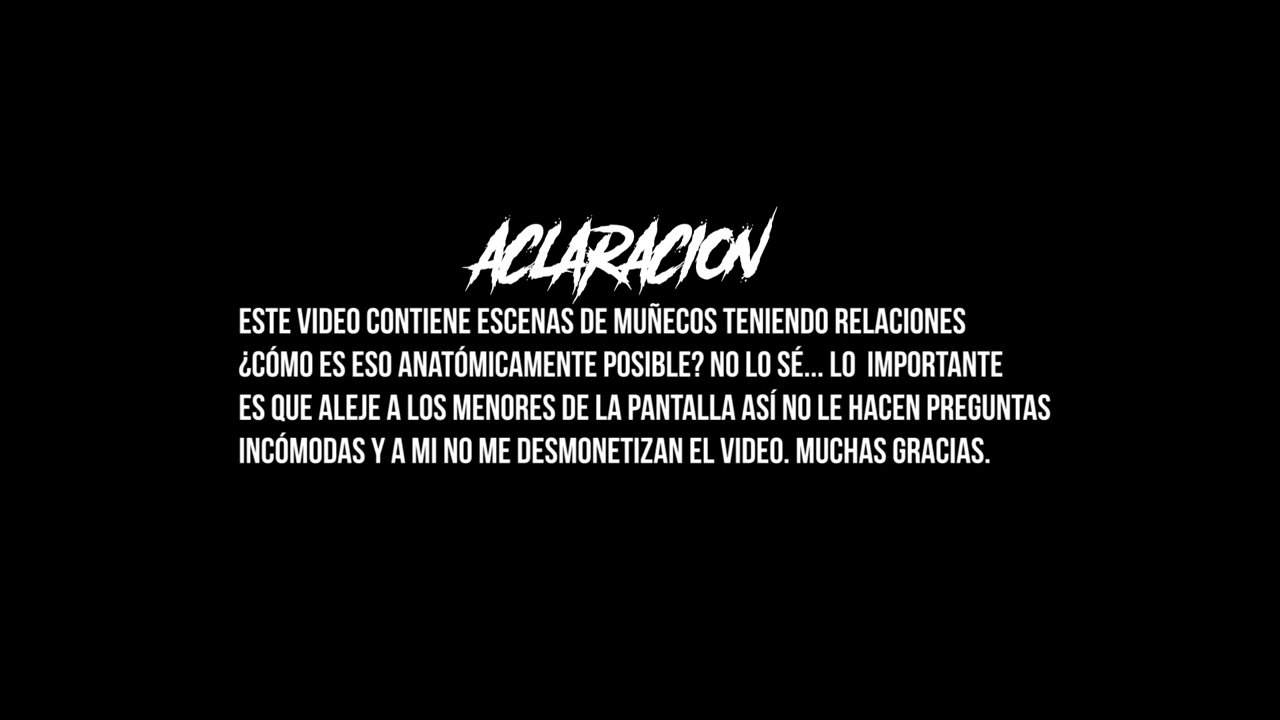 ACLARACION
ESTE VIDEO CONTIENE ESCENAS DE MUÑECOS TENIENDO RELACIONES
¿CÓMO ES ESO ANATÓMICAMENTE POSIBLE? NO LO SÉ... LO IMPORTANTE
ES QUE ALEJE A LOS MENORES DE LA PANTALLA ASÍ NO LE HACEN PREGUNTAS
INCÓMODAS Y A MI NO ME DESMONETIZAN EL VIDEO. MUCHAS GRACIAS.